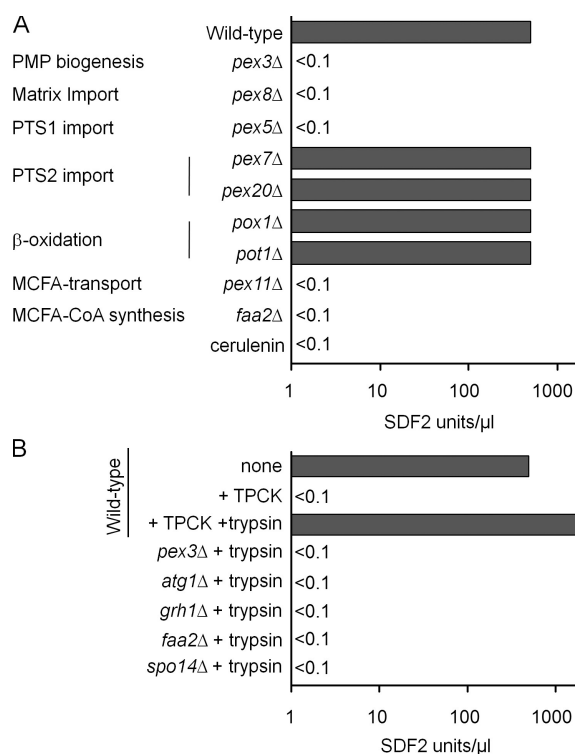 A
Wild-type
PMP biogenesis pex3Δ <0.1
Matrix Import pex8Δ <0.1
PTS1 import pex5Δ <0.1
PTS2 import
pex7Δ
pex20Δ
β-oxidation
pox1Δ
pot1Δ
MCFA-transport pex11Δ <0.1
MCFA-CoA synthesis faa2Δ <0.1
cerulenin <0.1
1 10 100 1000
SDF2 units/µl
B
Wild-type
none
+ TPCK <0.1
+ TPCK +trypsin
pex3Δ + trypsin <0.1
atg1Δ + trypsin <0.1
grh1Δ + trypsin <0.1
faa2Δ + trypsin <0.1
spo14Δ + trypsin <0.1
1 10 100 1000
SDF2 units/µl